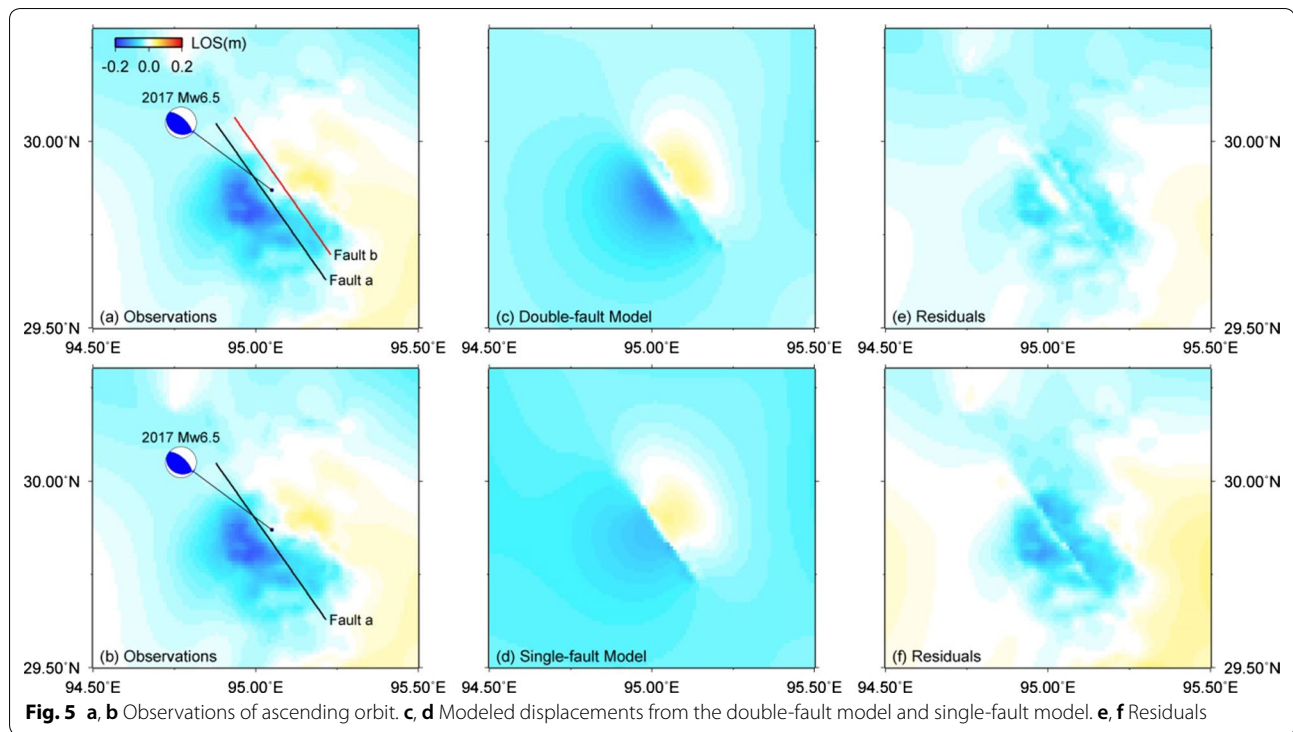 LOS(m)
-0.2 0.0 0.2
2017 Mw6.5
30.00°N
30.00°N
Fault b
Fault a
(a) Observations
(c) Double-fault Model
(e) Residuals
29.50°N
29.50°N
94.50°E 95.00°E 95.50°E
95.00°E 95.50°E
94.50°E 95.00°E 95.50°E
2017 Mw6.5
30.00°N
30.00°N
Fault a
(b) Observations
(d) Single-fault Model
(f) Residuals
29.50°N
29.50°N
94.50°E 95.00°E 95.50°E
94.50°E 95.00°E 95.50°E
94.50°E 95.00°E 95.50°E
Fig. 5 a, b Observations of ascending orbit. c, d Modeled displacements from the double-fault model and single-fault model. e, f Residuals